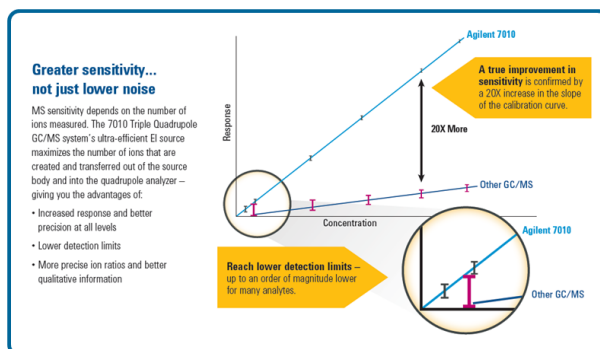 Greater sensitivity...
not just lower noise
MS sensitivity depends on the number of
ions measured. The 7010 Triple Quadrupole
GC/MS system's ultra-efficient EI source
maximizes the number of ions that are
created and transferred out of the source
body and into the quadrupole analyzer –
giving you the advantages of:
• Increased response and better
precision at all levels
• Lower detection limits
• More precise ion ratios and better
qualitative information
Agilent 7010
A true improvement in
sensitivity is confirmed by
a 20X increase in the slope
of the calibration curve.
Response
20X More
Other GC/MS
Concentration
Agilent 7010
Reach lower detection limits –
up to an order of magnitude lower
for many analytes.
Other GC/MS